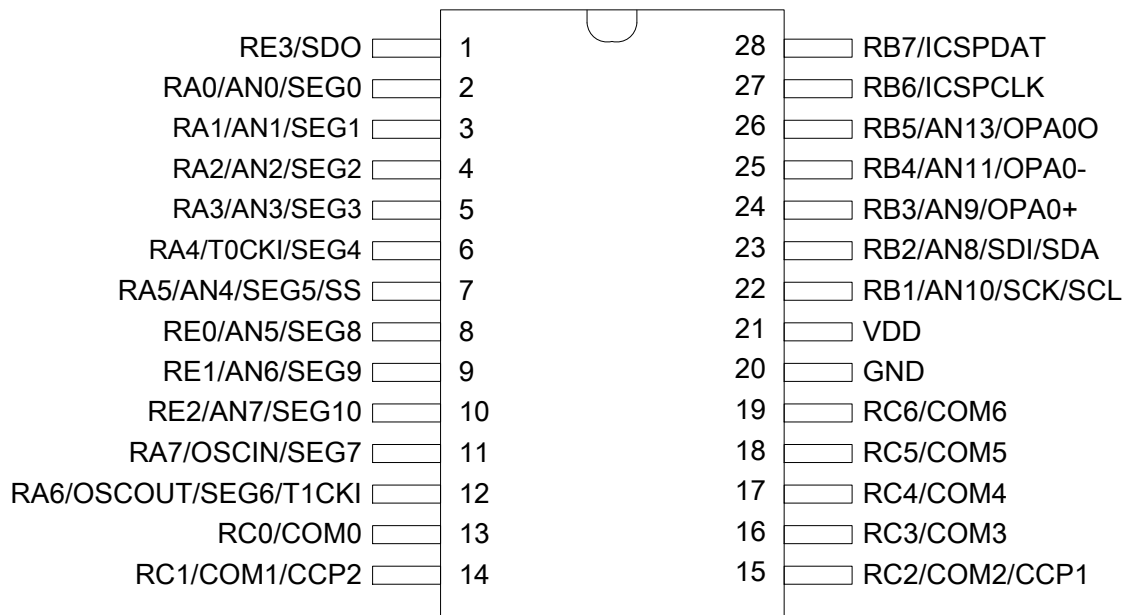 RE3/SDO 1 28 RB7/ICSPDAT
RA0/AN0/SEG0 2 27 RB6/ICSPCLK
RA1/AN1/SEG1 3 26 RB5/AN13/OPA0O
RA2/AN2/SEG2 4 25 RB4/AN11/OPA0-
RA3/AN3/SEG3 5 24 RB3/AN9/OPA0+
RA4/T0CKI/SEG4 6 23 RB2/AN8/SDI/SDA
RA5/AN4/SEG5/SS 7 22 RB1/AN10/SCK/SCL
RE0/AN5/SEG8 8 21 VDD
RE1/AN6/SEG9 9 20 GND
RE2/AN7/SEG10 10 19 RC6/COM6
RA7/OSCIN/SEG7 11 18 RC5/COM5
RA6/OSCOUT/SEG6/T1CKI 12 17 RC4/COM4
RC0/COM0 13 16 RC3/COM3
RC1/COM1/CCP2 14 15 RC2/COM2/CCP1